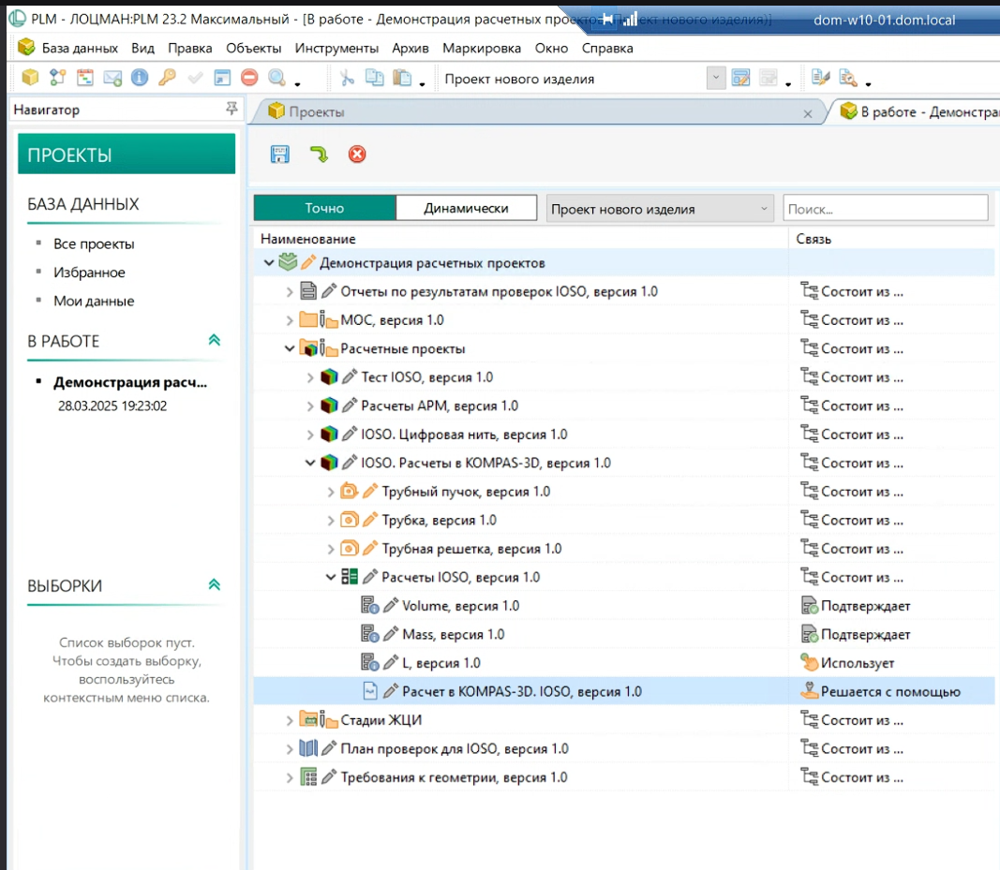 PLM - ЛОЦМАН:PLM 23.2 Максимальный - [В работе - Демонстрация расчетных проектов - Проект нового изделия)]
dom-w10-01.dom.local
База данных Вид Правка Объекты Инструменты Архив Маркировка Окно Справка
Проект нового изделия
Навигатор
Проекты
В работе - Демонстра
ПРОЕКТЫ
БАЗА ДАННЫХ
Все проекты
Избранное
Мои данные
В РАБОТЕ
Демонстрация расч...
28.03.2025 19:23:02
ВЫБОРКИ
Список выборок пуст.
Чтобы создать выборку,
воспользуйтесь
контекстным меню списка.
Точно Динамически Проект нового изделия Поиск...
Наименование Связь
Демонстрация расчетных проектов
Отчеты по результатам проверок IOSO, версия 1.0 Состоит из ...
МОС, версия 1.0 Состоит из ...
Расчетные проекты Состоит из ...
Тест IOSO, версия 1.0 Состоит из ...
Расчеты АРМ, версия 1.0 Состоит из ...
IOSO. Цифровая нить, версия 1.0 Состоит из ...
IOSO. Расчеты в KOMPAS-3D, версия 1.0 Состоит из ...
Трубный пучок, версия 1.0 Состоит из ...
Трубка, версия 1.0 Состоит из ...
Трубная решетка, версия 1.0 Состоит из ...
Расчеты IOSO, версия 1.0 Состоит из ...
Volume, версия 1.0 Подтверждает
Mass, версия 1.0 Подтверждает
L, версия 1.0 Использует
Расчет в KOMPAS-3D. IOSO, версия 1.0 Решается с помощью
Стадии ЖЦИ Состоит из ...
План проверок для IOSO, версия 1.0 Состоит из ...
Требования к геометрии, версия 1.0 Состоит из ...